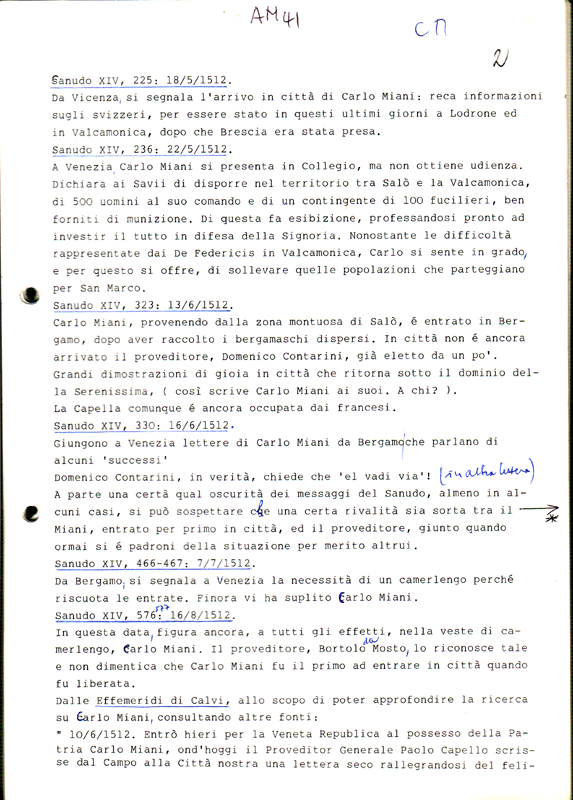 AM41
СП
2
Sanudo XIV, 225: 18/5/1512.
Da Vicenza, si segnala l'arrivo in città di Carlo Miani: reca informazioni
sugli svizzeri, per essere stato in questi ultimi giorni a Lodrone ed
in Valcamonica, dopo che Brescia era stata presa.
Sanudo XIV, 236: 22/5/1512.
A Venezia, Carlo Miani si presenta in Collegio, ma non ottiene udienza.
Dichiara ai Savii di disporre nel territorio tra Salò e la Valcamonica,
di 500 uomini al suo comando e di un contingente di 100 fucilieri, ben
forniti di munizione. Di questa fa esibizione, professandosi pronto ad
investir il tutto in difesa della Signoria. Nonostante le difficoltà
rappresentate dai De Federicis in Valcamonica, Carlo si sente in grado,
e per questo si offre, di sollevare quelle popolazioni che parteggiano
per San Marco.
Sanudo XIV, 323: 13/6/1512.
Carlo Miani, provenendo dalla zona montuosa di Salò, é entrato in Ber-
gamo, dopo aver raccolto i bergamaschi dispersi. In città non é ancora
arrivato il proveditore, Domenico Contarini, già eletto da un po'.
Grandi dimostrazioni di gioia in città che ritorna sotto il dominio del-
la Serenissima, ( così scrive Carlo Miani ai suoi. A chi? ).
La Capella comunque é ancora occupata dai francesi.
Sanudo XIV, 330: 16/6/1512.
Giungono a Venezia lettere di Carlo Miani da Bergamo che parlano di
alcuni 'successi'
Domenico Contarini, in verità, chiede che 'el vadi via'! (in altra lettera)
A parte una certà qual oscurità dei messaggi del Sanudo, almeno in al-
cuni casi, si può sospettare che una certa rivalità sia sorta tra il
Miani, entrato per primo in città, ed il proveditore, giunto quando
ormai si é padroni della situazione per merito altrui.
Sanudo XIV, 466-467: 7/7/1512.
Da Bergamo, si segnala a Venezia la necessità di un camerlengo perché
riscuota le entrate. Finora vi ha suplito Carlo Miani.
Sanudo XIV, 576-577: 16/8/1512.
In questa data, figura ancora, a tutti gli effetti, nella veste di ca-
merlengo, Carlo Miani. Il proveditore, Bortolo da Mosto, lo riconosce tale
e non dimentica che Carlo Miani fu il primo ad entrare in città quando
fu liberata.
Dalle Effemeridi di Calvi, allo scopo di poter approfondire la ricerca
su Carlo Miani, consultando altre fonti:
" 10/6/1512. Entrò hieri per la Veneta Republica al possesso della Pa-
tria Carlo Miani, ond'hoggi il Proveditor Generale Paolo Capello scris-
se dal Campo alla Città nostra una lettera seco rallegrandosi del feli-